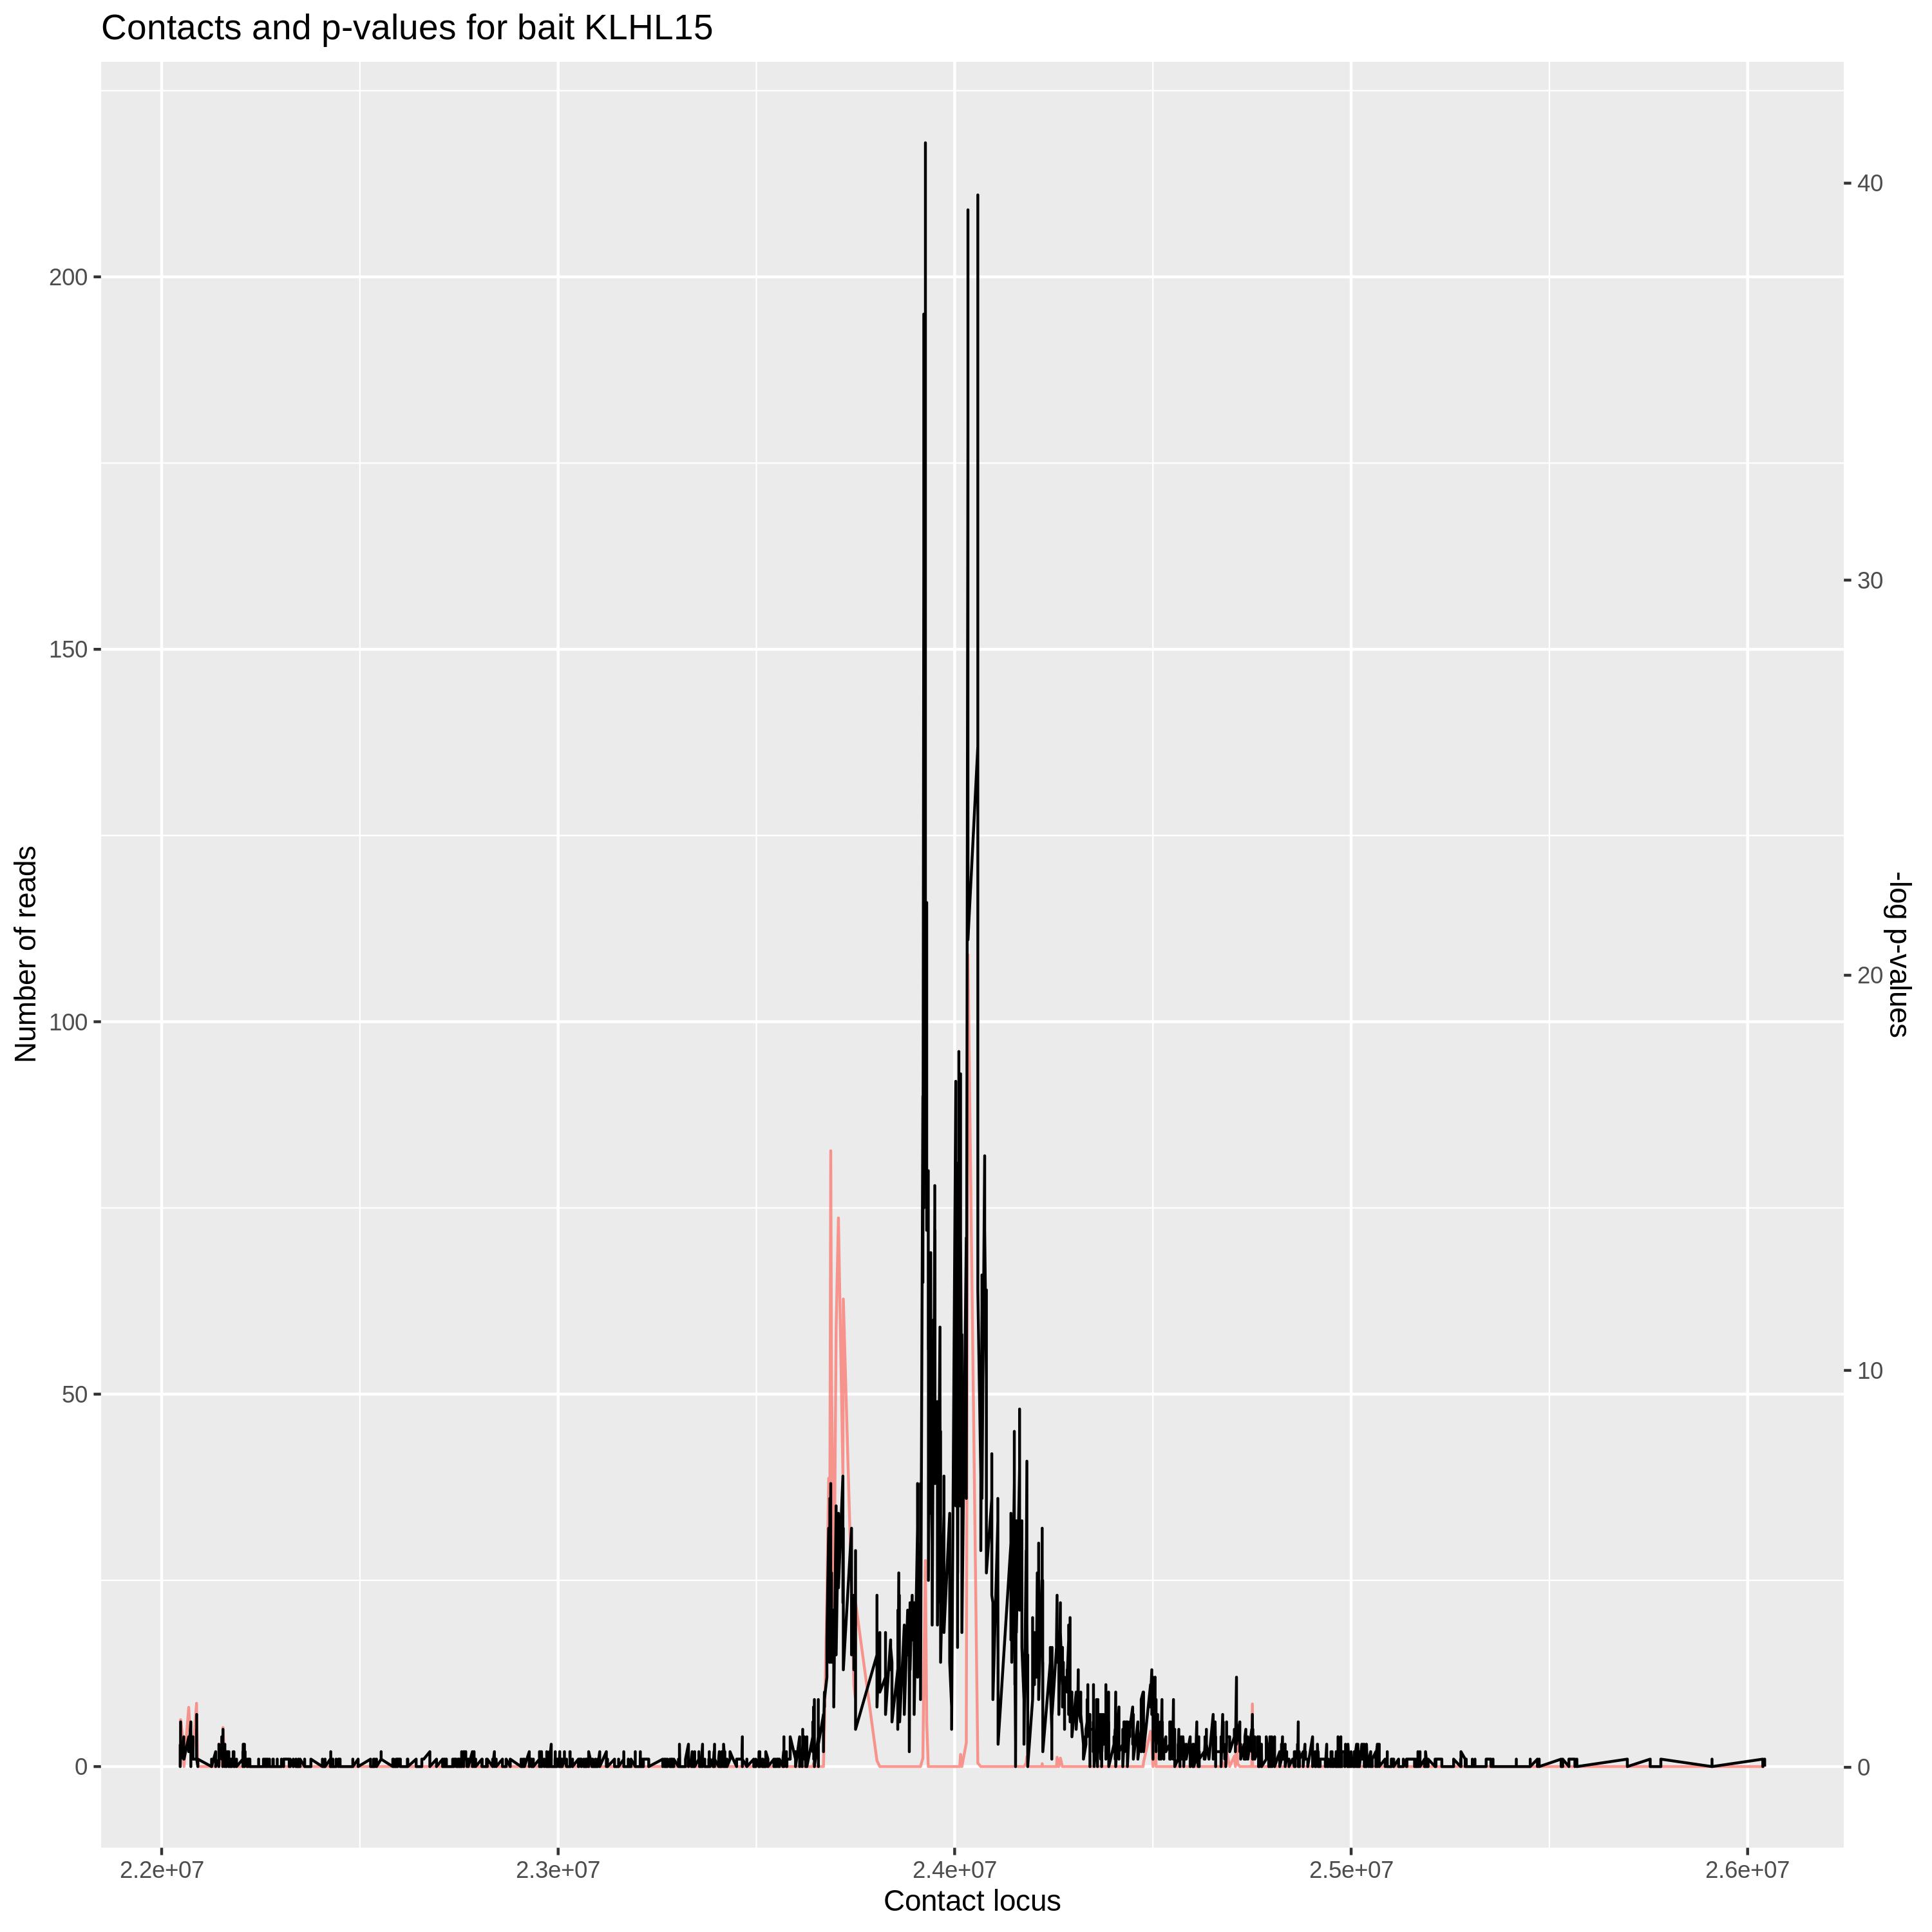 Contacts and p-values for bait KLHL15
200
150
100
50
0
40
30
20
10
0
Number of reads
-log p-values
2.2e+07 2.3e+07 2.4e+07 2.5e+07 2.6e+07
Contact locus